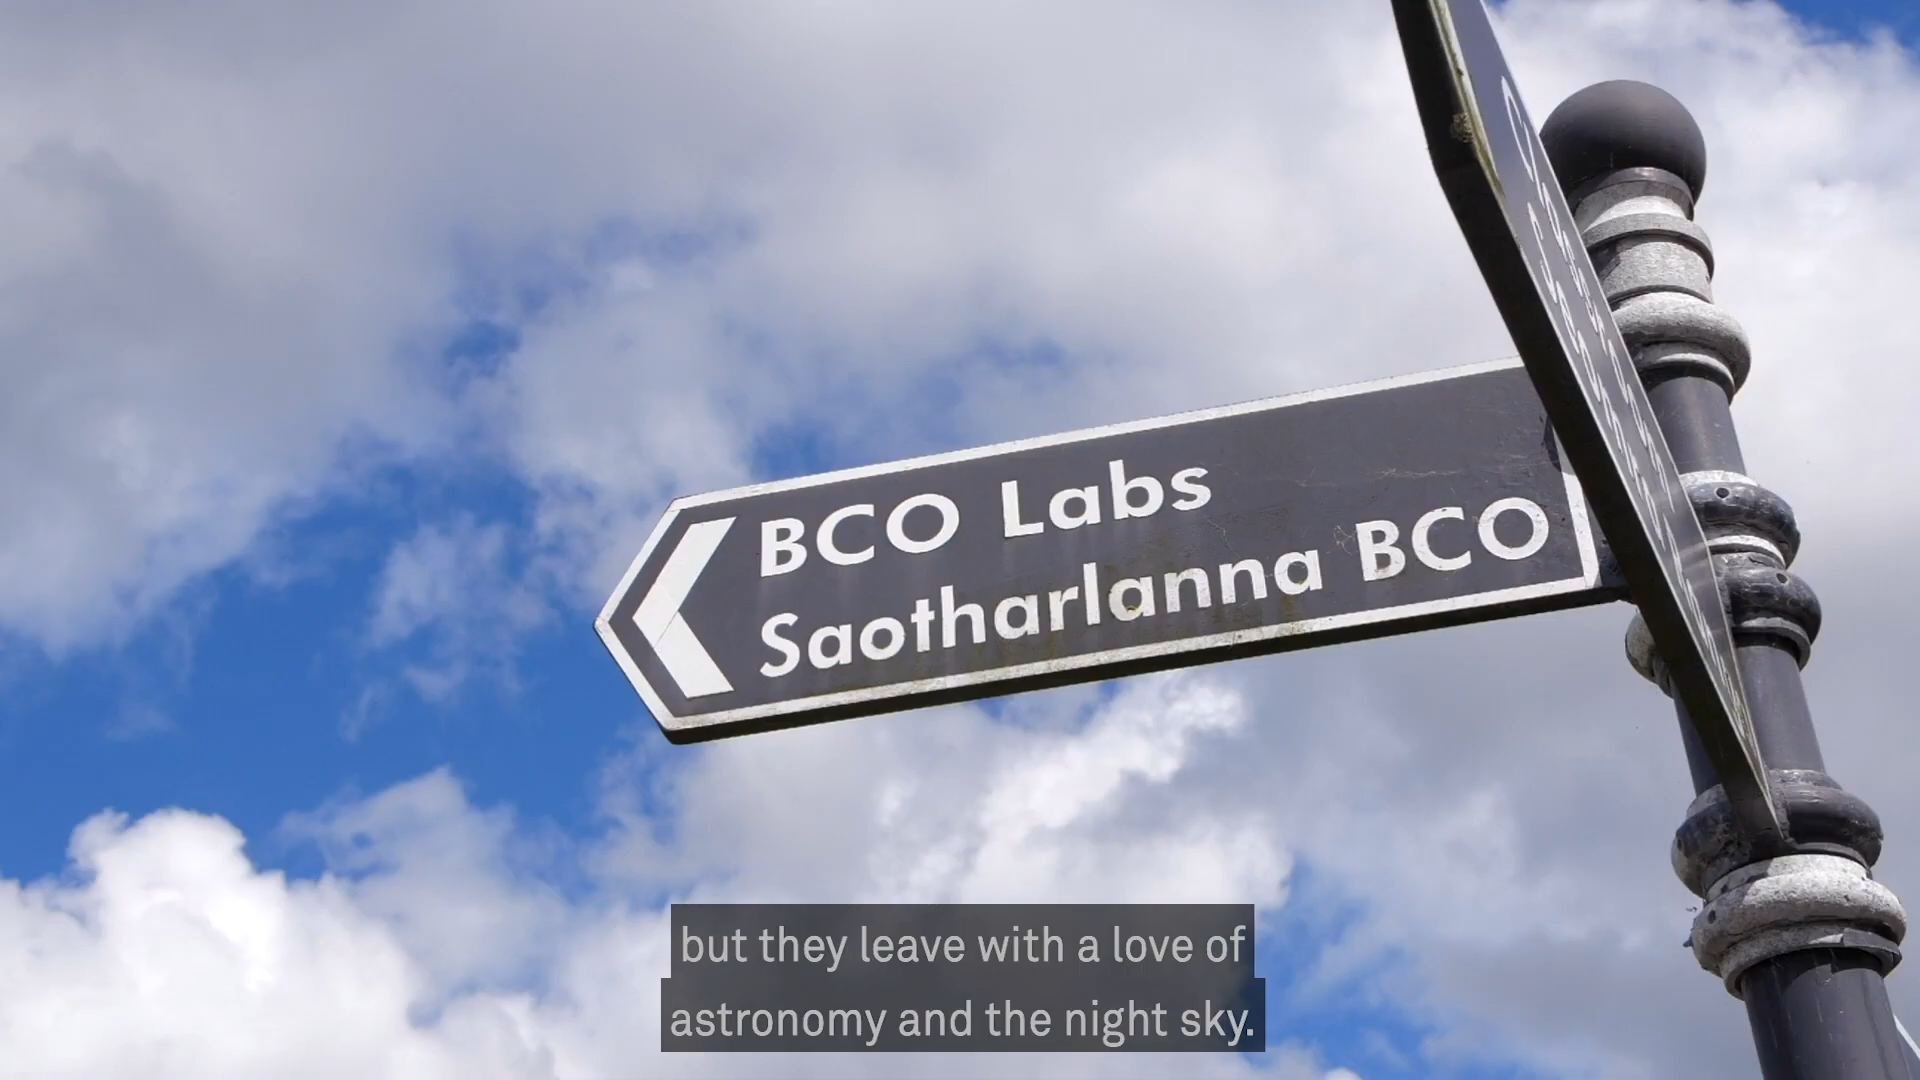 BCO Labs
Saotharlanna BCO
but they leave with a love of
astronomy and the night sky.